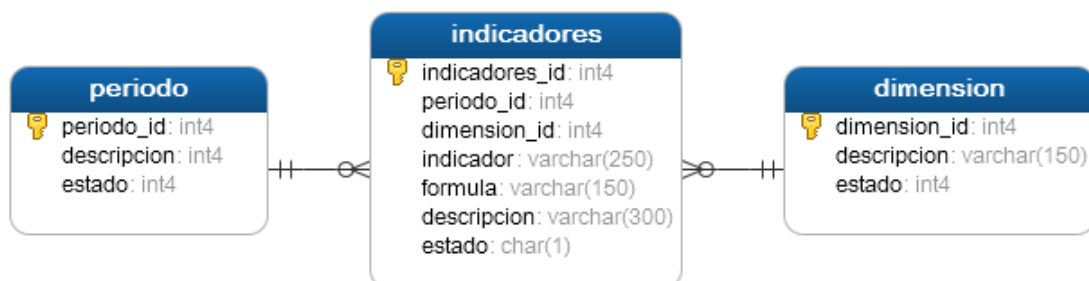 periodo
periodo_id: int4
descripcion: int4
estado: int4
indicadores
indicadores_id: int4
periodo_id: int4
dimension_id: int4
indicador: varchar(250)
formula: varchar(150)
descripcion: varchar(300)
estado: char(1)
dimension
dimension_id: int4
descripcion: varchar(150)
estado: int4